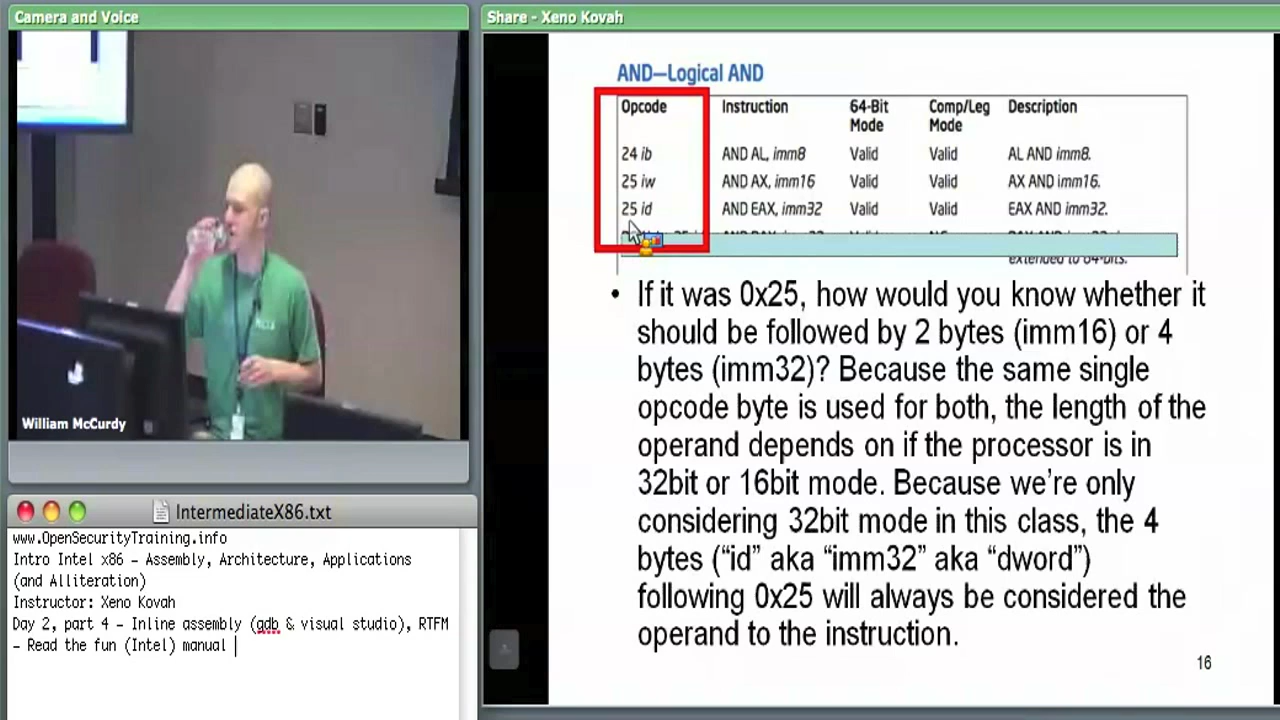 Camera and Voice
William McCurdy
IntermediateX86.txt
www.OpenSecurityTraining.info
Intro Intel x86 – Assembly, Architecture, Applications
(and Alliteration)
Instructor: Xeno Kovah
Day 2, part 4 – Inline assembly (gdb & visual studio), RTFM
– Read the fun (Intel) manual
Share - Xeno Kovah
AND—Logical AND
Opcode Instruction 64-Bit Mode Comp/Leg Mode Description
24 ib AND AL, imm8 Valid Valid AL AND imm8.
25 iw AND AX, imm16 Valid Valid AX AND imm16.
25 id AND EAX, imm32 Valid Valid EAX AND imm32.
extended to 64-bits.
• If it was 0x25, how would you know whether it
should be followed by 2 bytes (imm16) or 4
bytes (imm32)? Because the same single
opcode byte is used for both, the length of the
operand depends on if the processor is in
32bit or 16bit mode. Because we're only
considering 32bit mode in this class, the 4
bytes ("id" aka "imm32" aka "dword")
following 0x25 will always be considered the
operand to the instruction.
16